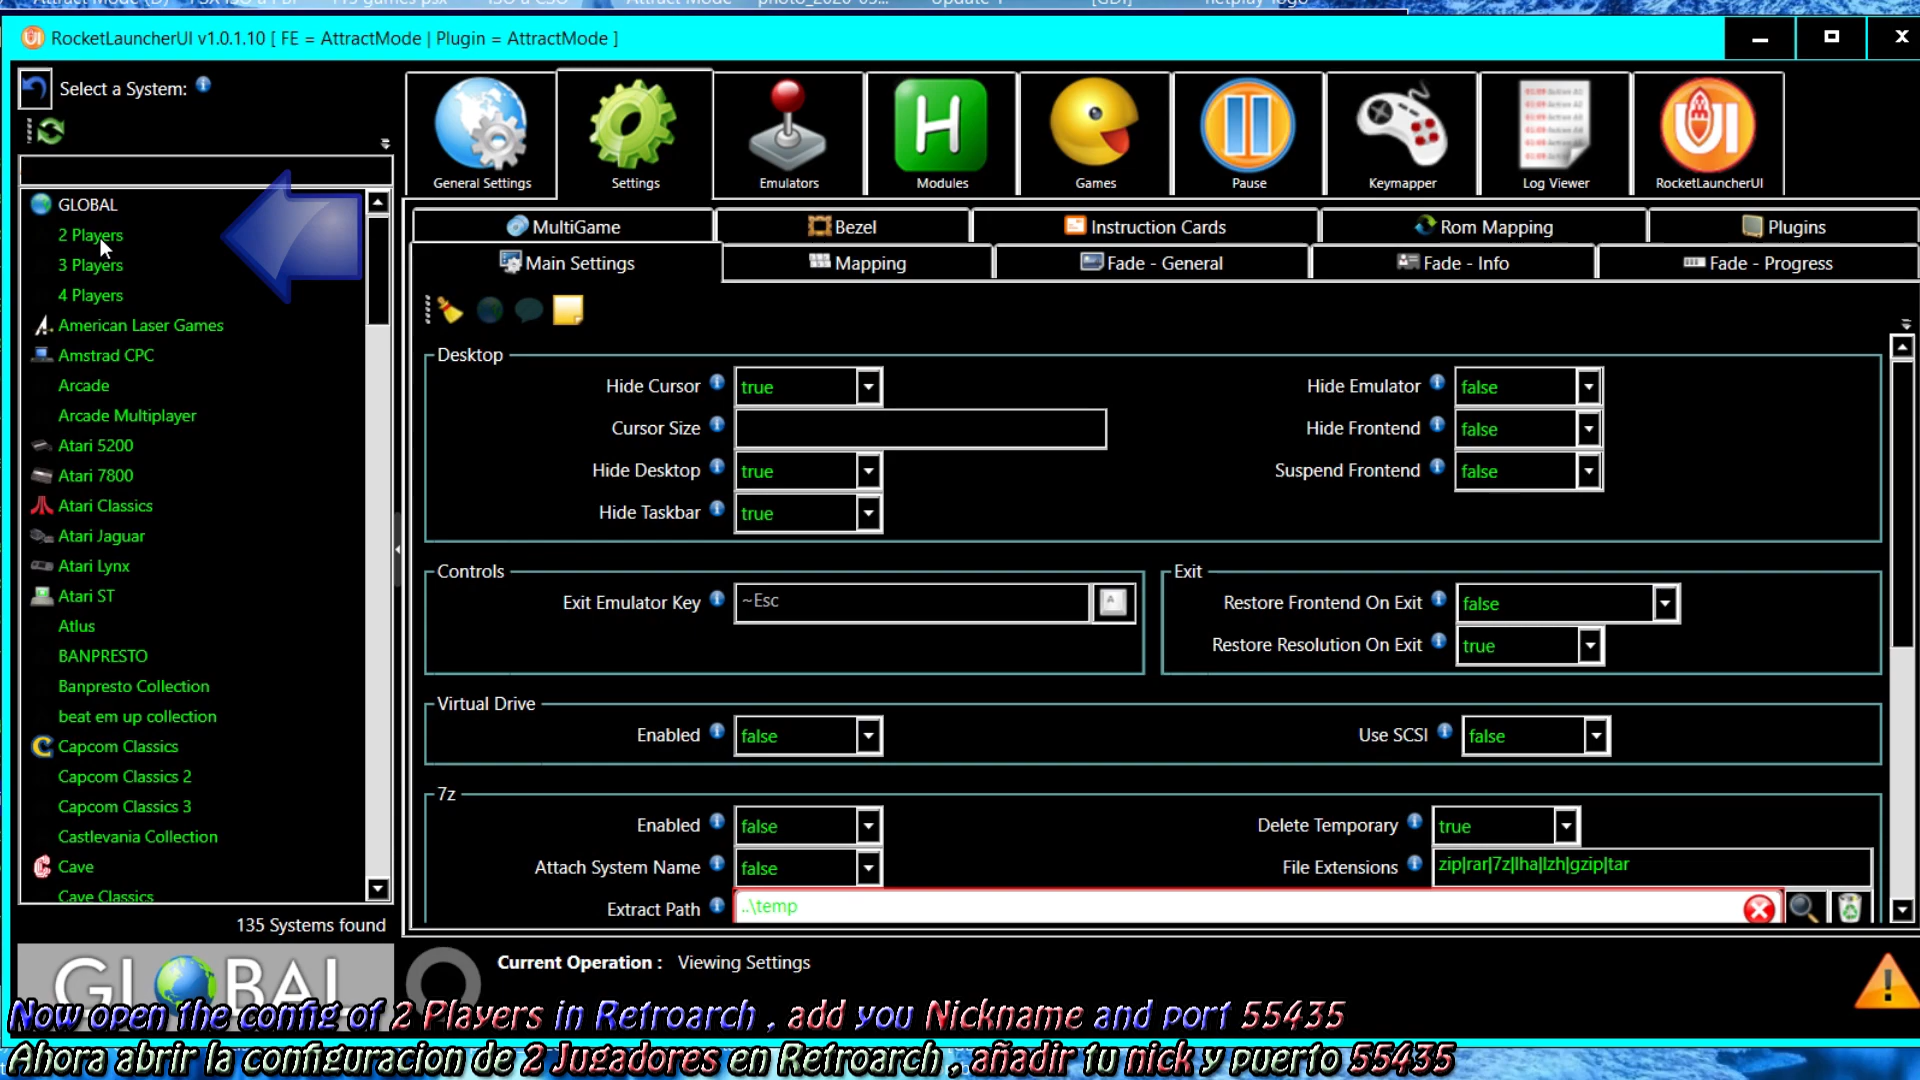 RocketLauncherUI v1.0.1.10 [ FE = AttractMode | Plugin = AttractMode ]
Select a System:
General Settings
Settings
Emulators
Modules
Games
Pause
Keymapper
Log Viewer
RocketLauncherUI
MultiGame
Bezel
Instruction Cards
Rom Mapping
Plugins
Main Settings
Mapping
Fade - General
Fade - Info
Fade - Progress
GLOBAL
2 Players
3 Players
4 Players
American Laser Games
Amstrad CPC
Arcade
Arcade Multiplayer
Atari 5200
Atari 7800
Atari Classics
Atari Jaguar
Atari Lynx
Atari ST
Atlus
BANPRESTO
Banpresto Collection
beat em up collection
Capcom Classics
Capcom Classics 2
Capcom Classics 3
Castlevania Collection
Cave
Cave Classics
135 Systems found
GLOBAL
Desktop
Hide Cursor true
Hide Emulator false
Cursor Size
Hide Frontend false
Hide Desktop true
Suspend Frontend false
Hide Taskbar true
Controls
Exit Emulator Key ~Esc
Exit
Restore Frontend On Exit false
Restore Resolution On Exit true
Virtual Drive
Enabled false
Use SCSI false
7z
Enabled false
Delete Temporary true
Attach System Name false
File Extensions zip|rar|7z|lha|lzh|gzip|tar
Extract Path ..\temp
Current Operation : Viewing Settings
Now open the config of 2 Players in Retroarch , add you Nickname and port 55435
Ahora abrir la configuracion de 2 Jugadores en Retroarch , añadir tu nick y puerto 55435